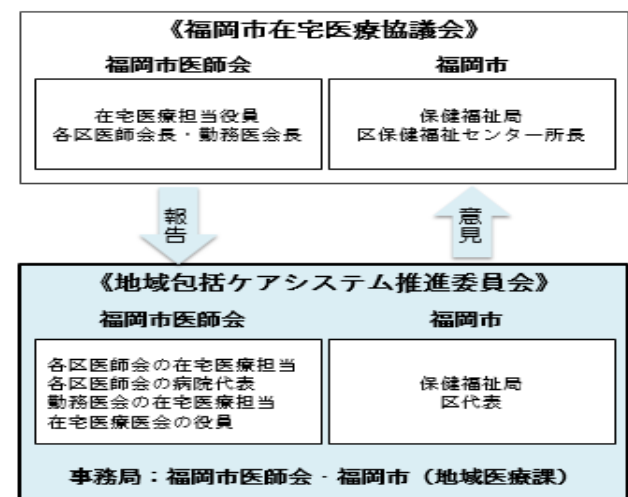 《福岡市在宅医療協議会》
福岡市医師会
福岡市
在宅医療担当役員
各区医師会長・勤務医会長
保健福祉局
区保健福祉センター所長
報告
意見
《地域包括ケアシステム推進委員会》
福岡市医師会
福岡市
各区医師会の在宅医療担当
各区医師会の病院代表
勤務医会の在宅医療担当
在宅医療医会の役員
保健福祉局
区代表
事務局：福岡市医師会・福岡市（地域医療課）